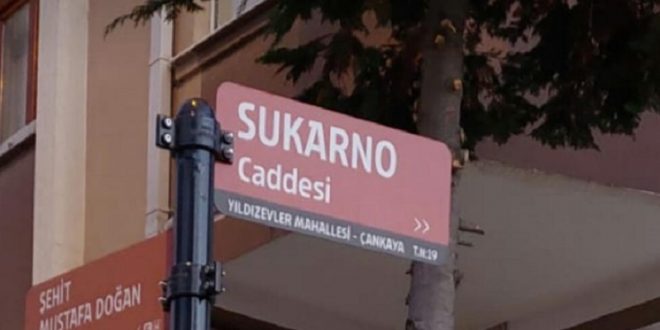 SUKARNO
Caddesi
>>
YILDIZEVLER MAHALLESİ - ÇANKAYA T.N:19
ŞEHİT
MUSTAFA DOĞAN